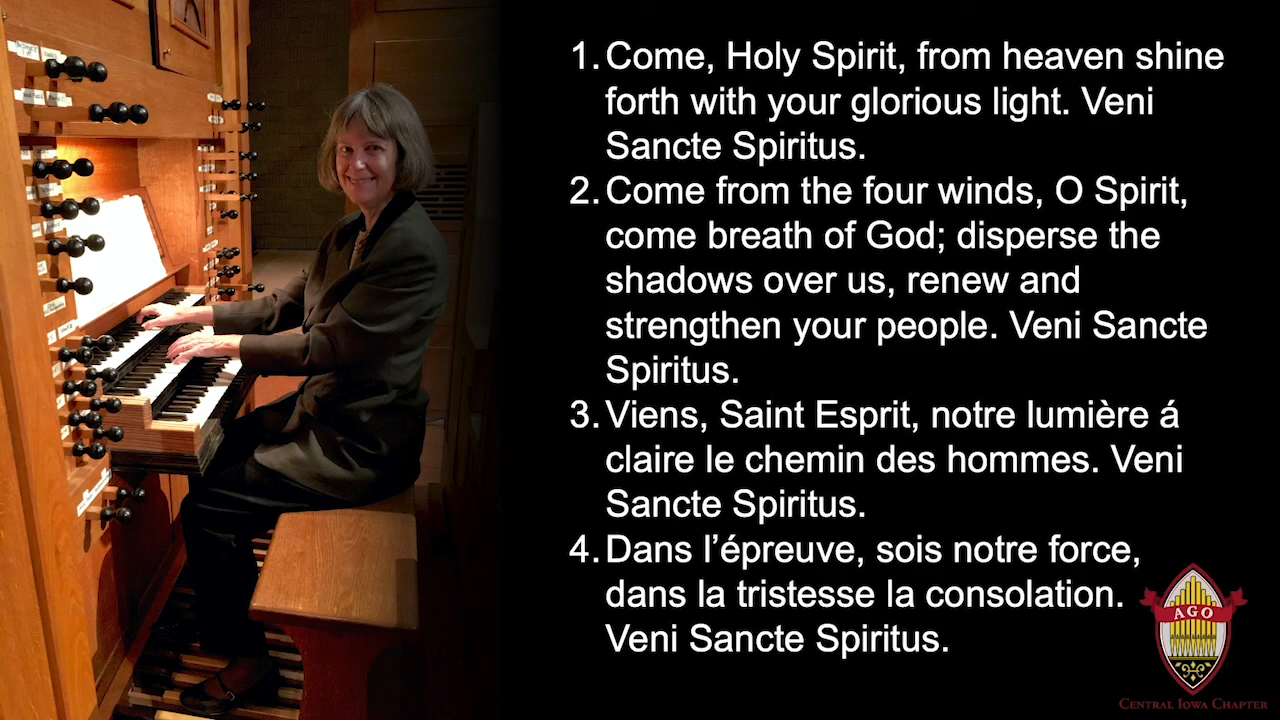 1. Come, Holy Spirit, from heaven shine
forth with your glorious light. Veni
Sancte Spiritus.
2. Come from the four winds, O Spirit,
come breath of God; disperse the
shadows over us, renew and
strengthen your people. Veni Sancte
Spiritus.
3. Viens, Saint Esprit, notre lumière á
claire le chemin des hommes. Veni
Sancte Spiritus.
4. Dans l’épreuve, sois notre force,
dans la tristesse la consolation.
Veni Sancte Spiritus.
AGO
Central Iowa Chapter